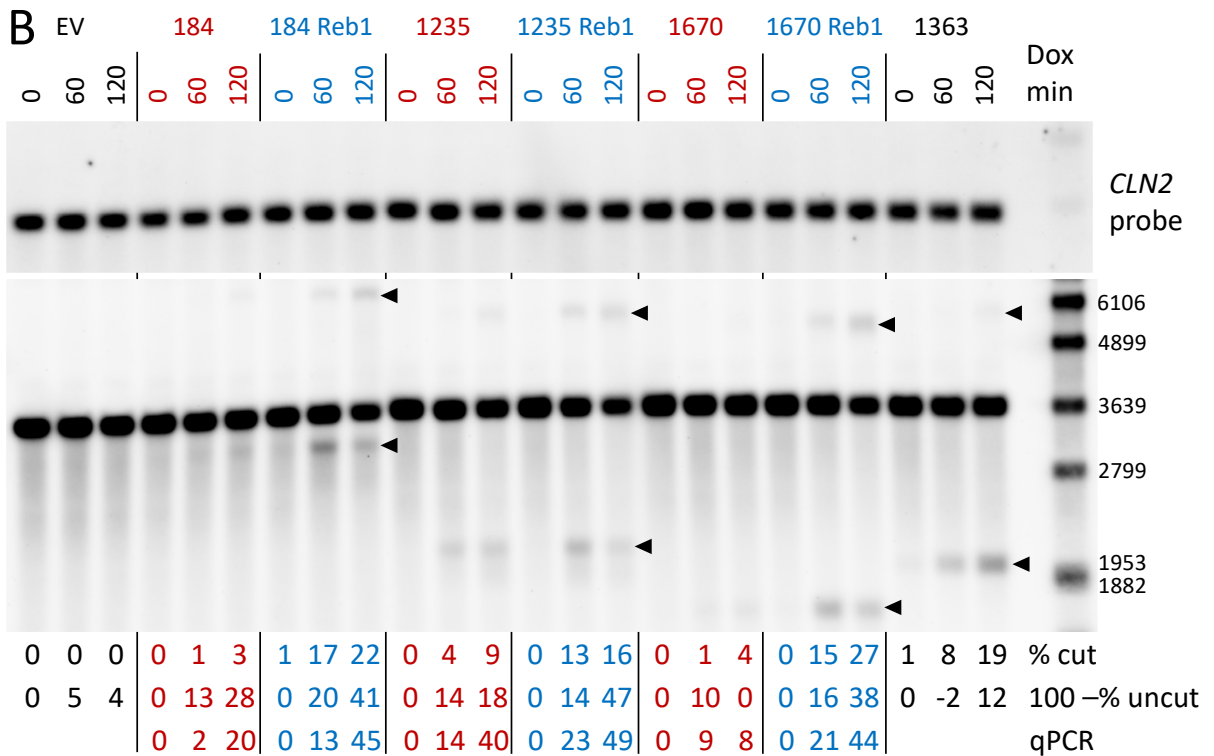 B EV 184 184 Reb1 1235 1235 Reb1 1670 1670 Reb1 1363
0 60 120 0 60 120 0 60 120 0 60 120 0 60 120 0 60 120 0 60 120 0 60 120 Dox
min
CLN2
probe
6106
4899
3639
2799
1953
1882
0 0 0 0 1 3 1 17 22 0 4 9 0 13 16 0 1 4 0 15 27 1 8 19 % cut
0 5 4 0 13 28 0 20 41 0 14 18 0 14 47 0 10 0 0 16 38 0 -2 12 100 –% uncut
0 2 20 0 13 45 0 14 40 0 23 49 0 9 8 0 21 44 qPCR